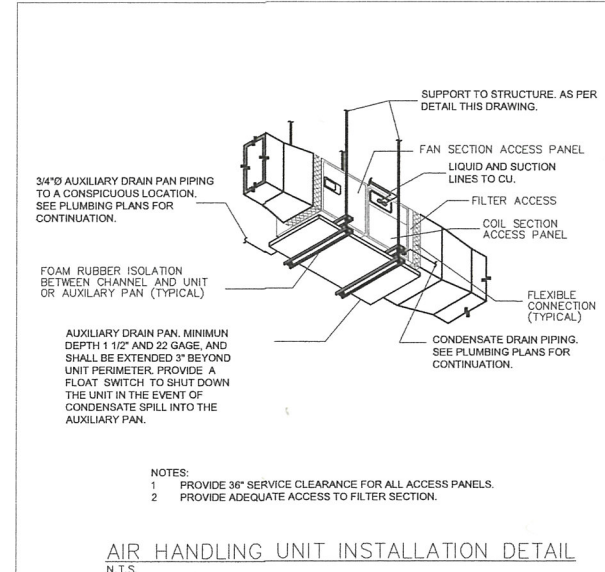 SUPPORT TO STRUCTURE. AS PER
DETAIL THIS DRAWING.
FAN SECTION ACCESS PANEL
LIQUID AND SUCTION
LINES TO CU.
FILTER ACCESS
COIL SECTION
ACCESS PANEL
3/4"Ø AUXILIARY DRAIN PAN PIPING
TO A CONSPICUOUS LOCATION.
SEE PLUMBING PLANS FOR
CONTINUATION.
FOAM RUBBER ISOLATION
BETWEEN CHANNEL AND UNIT
OR AUXILARY PAN (TYPICAL)
FLEXIBLE
CONNECTION
(TYPICAL)
AUXILIARY DRAIN PAN. MINIMUN
DEPTH 1 1/2" AND 22 GAGE, AND
SHALL BE EXTENDED 3" BEYOND
UNIT PERIMETER. PROVIDE A
FLOAT SWITCH TO SHUT DOWN
THE UNIT IN THE EVENT OF
CONDENSATE SPILL INTO THE
AUXILIARY PAN.
CONDENSATE DRAIN PIPING.
SEE PLUMBING PLANS FOR
CONTINUATION.
NOTES:
1 PROVIDE 36" SERVICE CLEARANCE FOR ALL ACCESS PANELS.
2 PROVIDE ADEQUATE ACCESS TO FILTER SECTION.
AIR HANDLING UNIT INSTALLATION DETAIL
N.T.S.